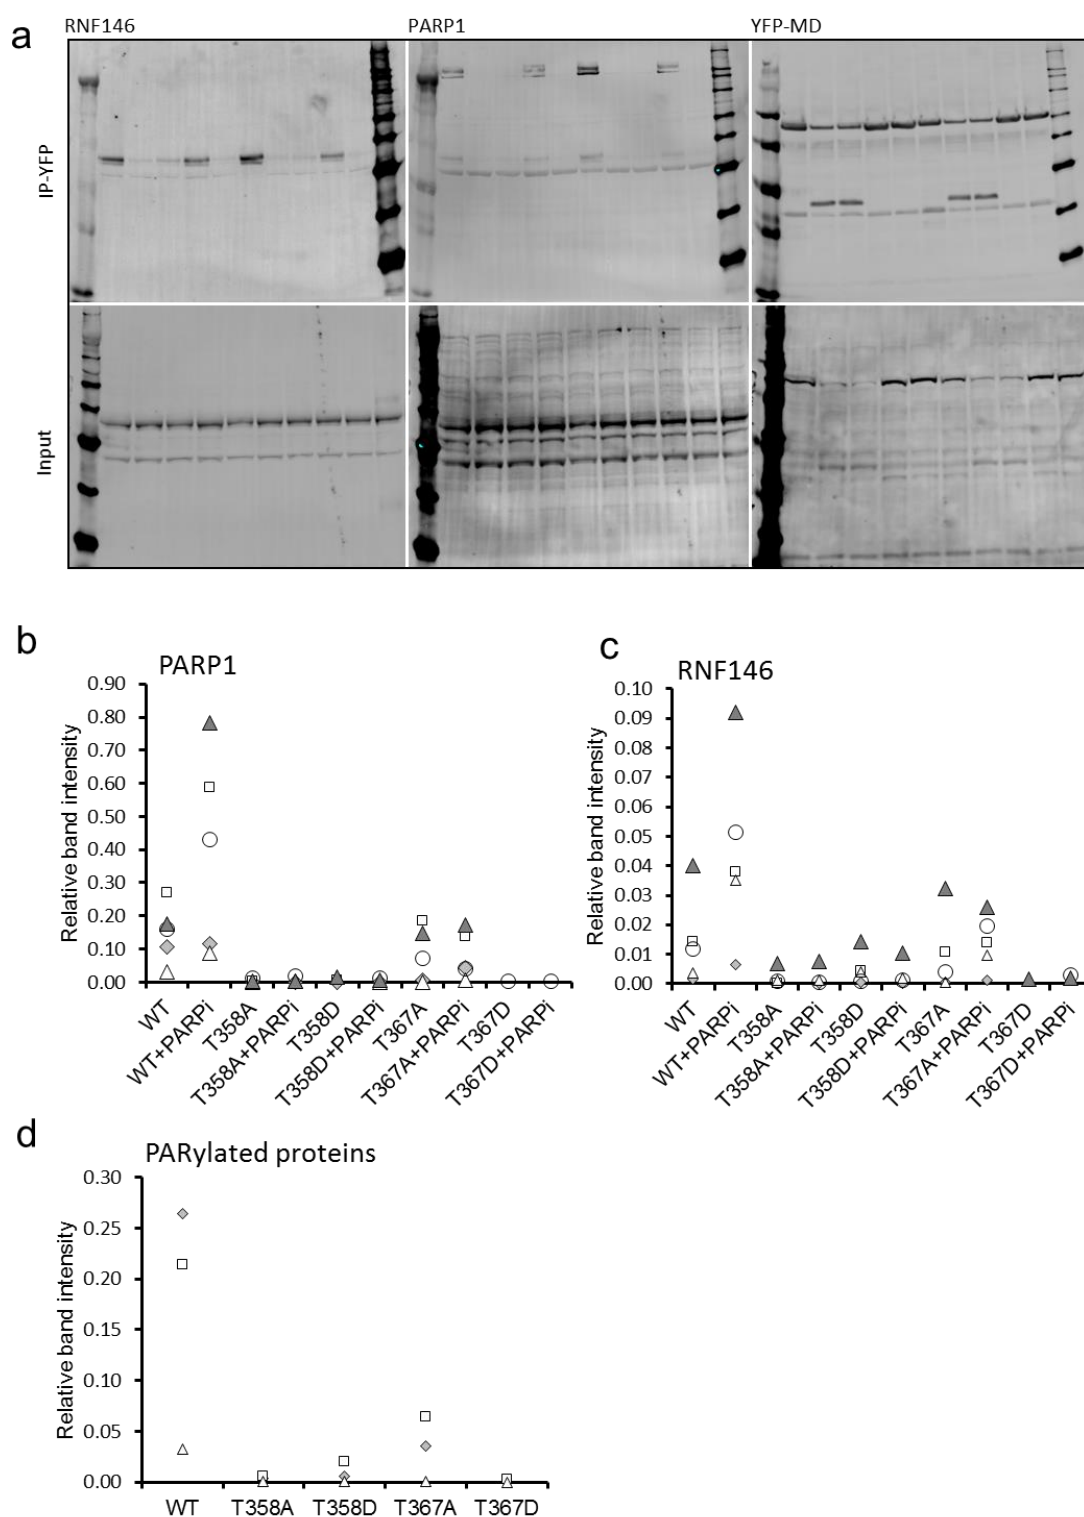 a
RNF146 PARP1 YFP-MD
IP-YFP
Input
b
PARP1
Relative band intensity
0.90
0.80
0.70
0.60
0.50
0.40
0.30
0.20
0.10
0.00
WT WT+PARPi T358A T358A+PARPi T358D T358D+PARPi T367A T367A+PARPi T367D T367D+PARPi
c
RNF146
Relative band intensity
0.10
0.09
0.08
0.07
0.06
0.05
0.04
0.03
0.02
0.01
0.00
WT WT+PARPi T358A T358A+PARPi T358D T358D+PARPi T367A T367A+PARPi T367D T367D+PARPi
d
PARylated proteins
Relative band intensity
0.30
0.25
0.20
0.15
0.10
0.05
0.00
WT T358A T358D T367A T367D